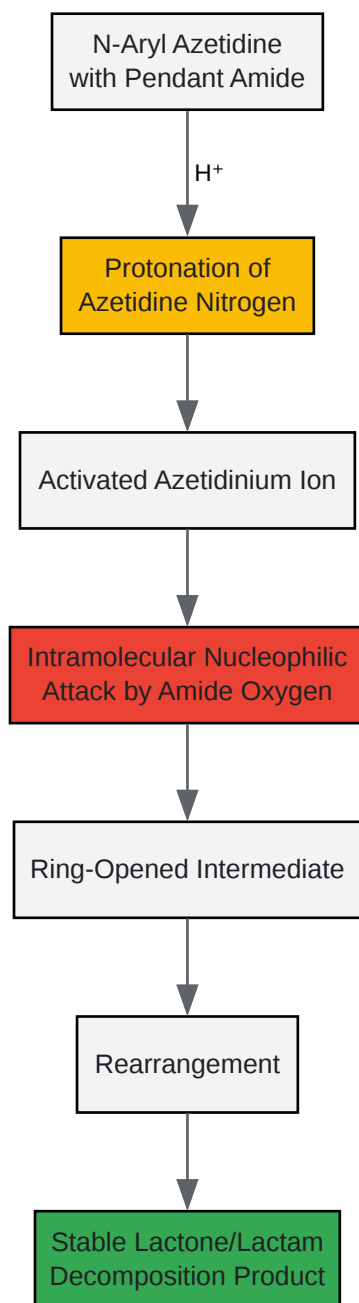 N-Aryl Azetidine
with Pendant Amide
H⁺
Protonation of
Azetidine Nitrogen
Activated Azetidinium Ion
Intramolecular Nucleophilic
Attack by Amide Oxygen
Ring-Opened Intermediate
Rearrangement
Stable Lactone/Lactam
Decomposition Product